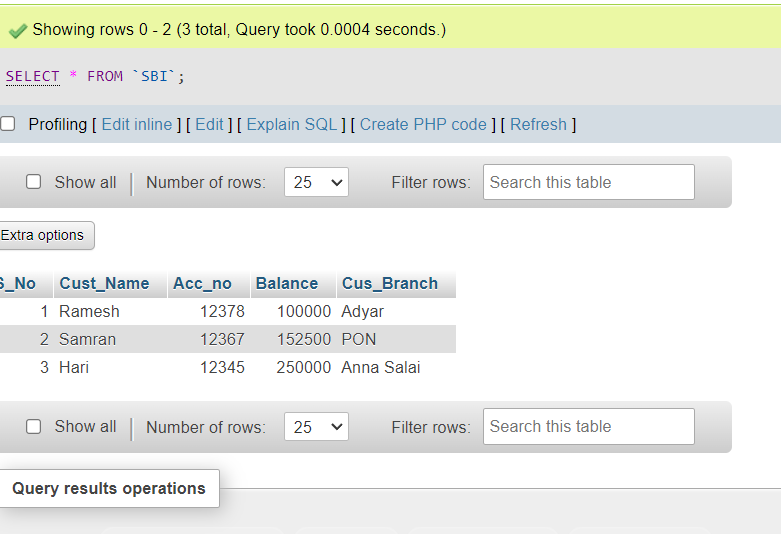 Showing rows 0 - 2 (3 total, Query took 0.0004 seconds.)
SELECT * FROM `SBI`;
Profiling [ Edit inline ] [ Edit ] [ Explain SQL ] [ Create PHP code ] [ Refresh ]
Show all Number of rows: 25 Filter rows: Search this table
Extra options
S_No Cust_Name Acc_no Balance Cus_Branch
1 Ramesh 12378 100000 Adyar
2 Samran 12367 152500 PON
3 Hari 12345 250000 Anna Salai
Show all Number of rows: 25 Filter rows: Search this table
Query results operations